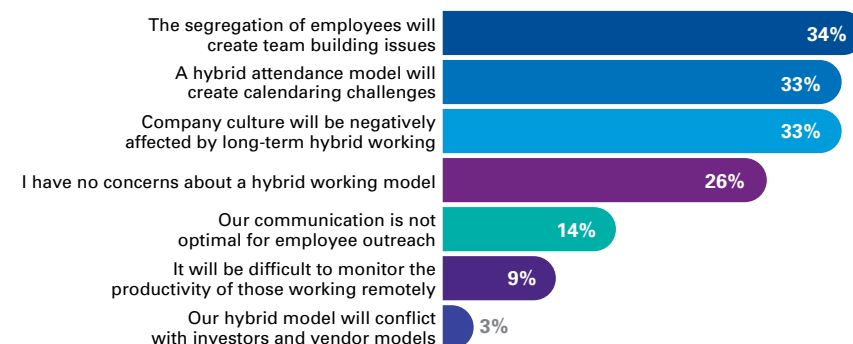 The segregation of employees will
create team building issues
34%
A hybrid attendance model will
create calendaring challenges
33%
Company culture will be negatively
affected by long-term hybrid working
33%
I have no concerns about a hybrid working model
26%
Our communication is not
optimal for employee outreach
14%
It will be difficult to monitor the
productivity of those working remotely
9%
Our hybrid model will conflict
with investors and vendor models
3%